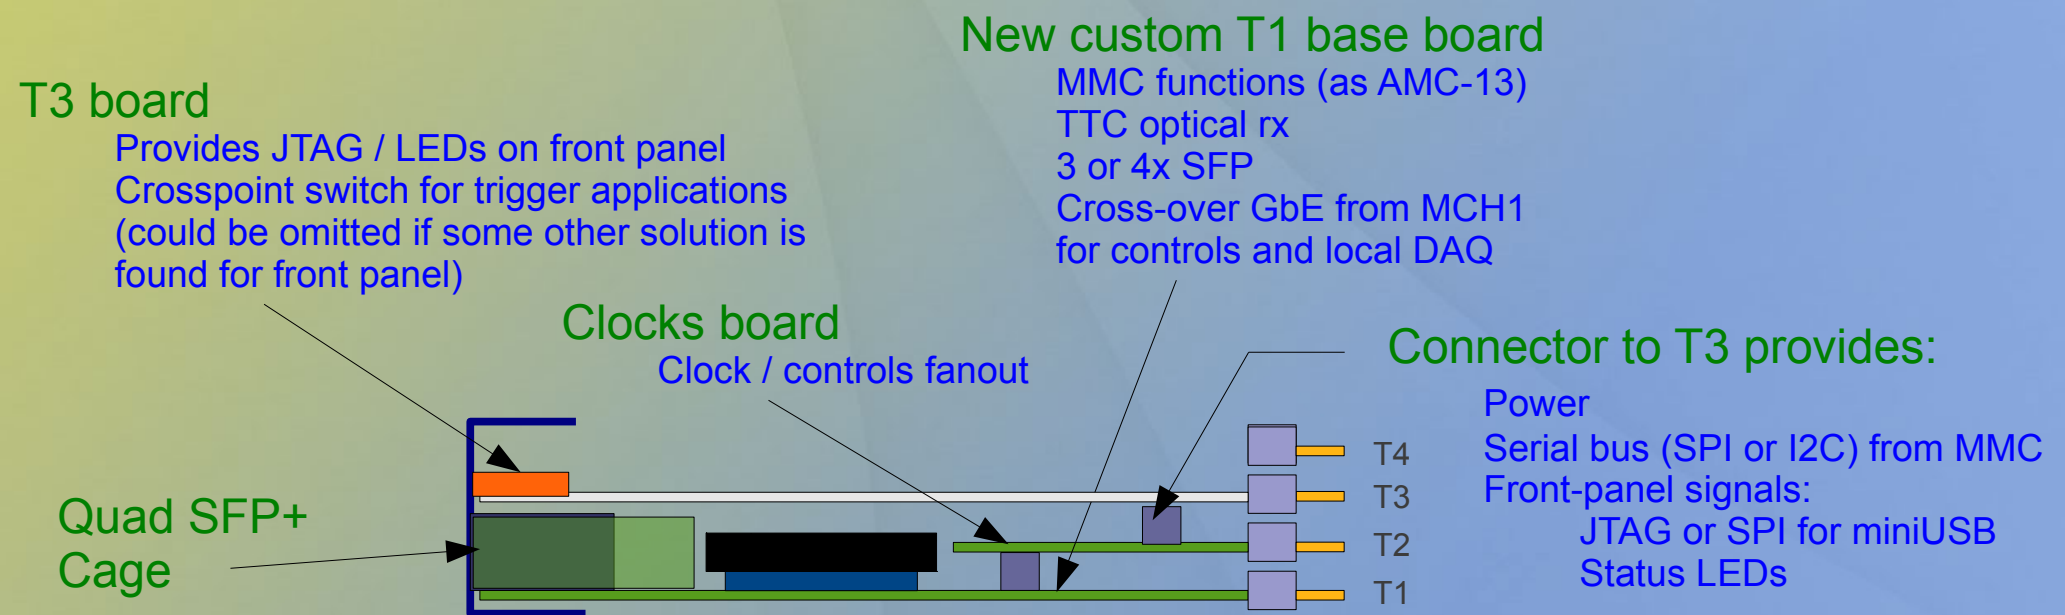 New custom T1 base board
MMC functions (as AMC-13)
TTC optical rx
3 or 4x SFP
Cross-over GbE from MCH1
for controls and local DAQ
T3 board
Provides JTAG / LEDs on front panel
Crosspoint switch for trigger applications
(could be omitted if some other solution is
found for front panel)
Clocks board
Clock / controls fanout
Connector to T3 provides:
Power
Serial bus (SPI or I2C) from MMC
Front-panel signals:
JTAG or SPI for miniUSB
Status LEDs
Quad SFP+
Cage
T4
T3
T2
T1